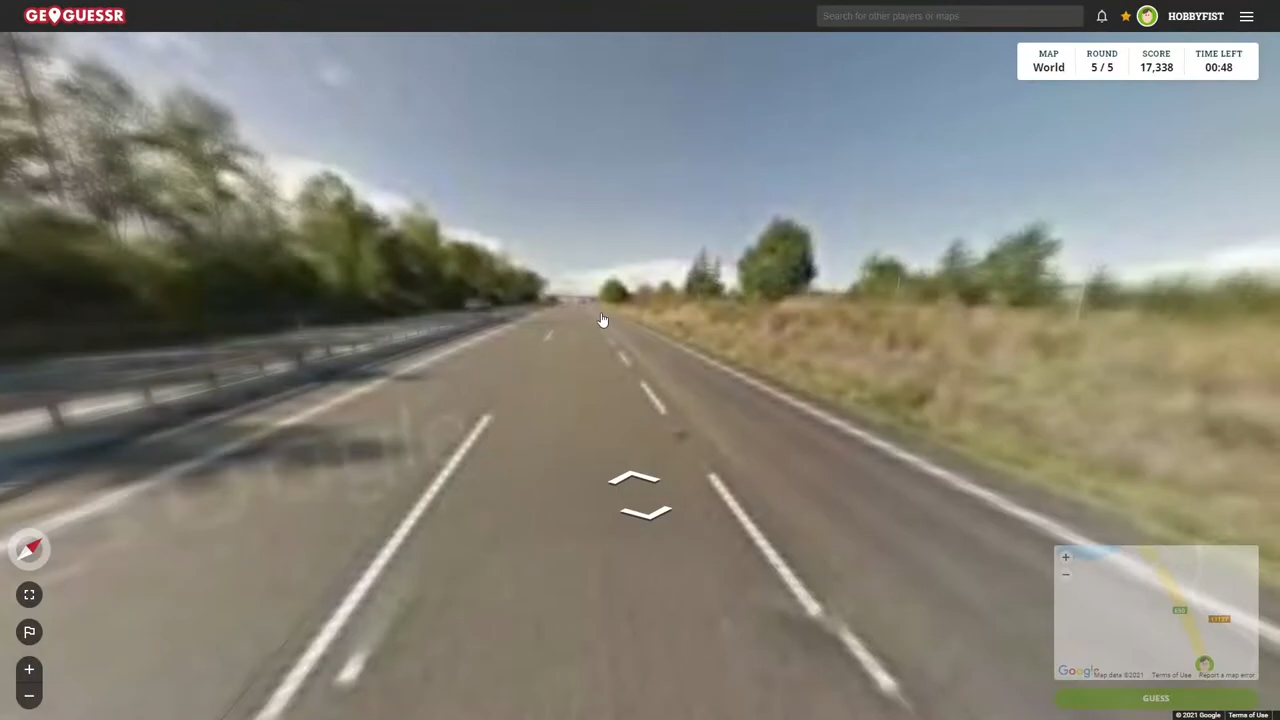 GEOGUESSR
Search for other players or maps
HOBBYFIST
MAP
World
ROUND
5 / 5
SCORE
17,338
TIME LEFT
00:48
Google
Map data ©2021
Terms of Use
Report a map error
GUESS
© 2021 Google
Terms of Use